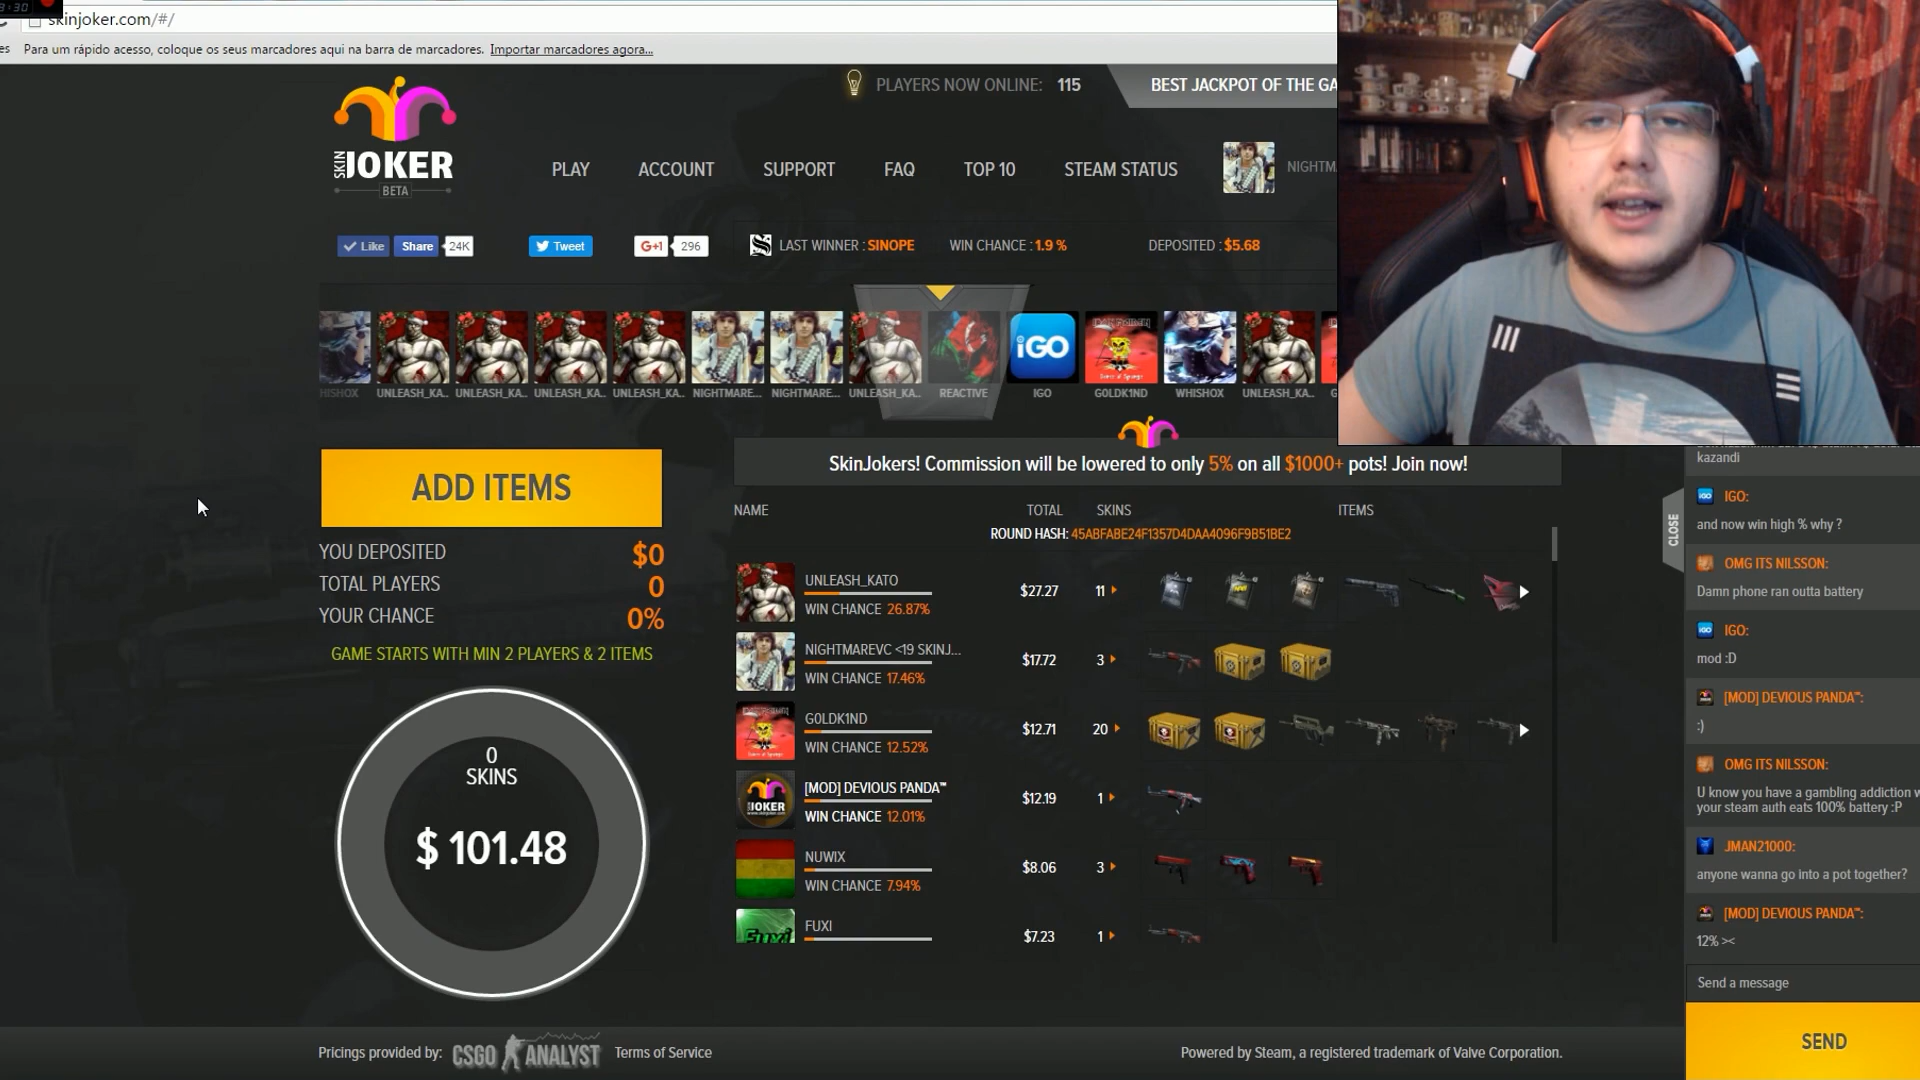 3:30
skinjoker.com/#/
es Para um rápido acesso, coloque os seus marcadores aqui na barra de marcadores. Importar marcadores agora...
PLAYERS NOW ONLINE: 115
BEST JACKPOT OF THE GA
SKIN JOKER
BETA
PLAY ACCOUNT SUPPORT FAQ TOP 10 STEAM STATUS
NIGHTM
Like Share 24K Tweet G+1 296
LAST WINNER : SINOPE WIN CHANCE : 1.9 % DEPOSITED : $5.68
iGO
HISHOX UNLEASH_KA.. UNLEASH_KA.. UNLEASH_KA.. UNLEASH_KA.. NIGHTMARE... NIGHTMARE... UNLEASH_KA.. REACTIVE IGO G0LDK1ND WHISHOX UNLEASH_KA.. G
ADD ITEMS
YOU DEPOSITED $0
TOTAL PLAYERS 0
YOUR CHANCE 0%
GAME STARTS WITH MIN 2 PLAYERS & 2 ITEMS
0
SKINS
$ 101.48
SkinJokers! Commission will be lowered to only 5% on all $1000+ pots! Join now!
NAME TOTAL SKINS ITEMS
ROUND HASH: 45ABFABE24F1357D4DAA4096F9B51BE2
UNLEASH_KATO
WIN CHANCE 26.87%
$27.27 11
NIGHTMAREVC <19 SKINJ...
WIN CHANCE 17.46%
$17.72 3
G0LDK1ND
WIN CHANCE 12.52%
$12.71 20
[MOD] DEVIOUS PANDA™
WIN CHANCE 12.01%
$12.19 1
JOKER
NUWIX
WIN CHANCE 7.94%
$8.06 3
FUXI
$7.23 1
Fuxi
CLOSE
kazandi
IGO:
and now win high % why ?
OMG ITS NILSSON:
Damn phone ran outta battery
IGO:
mod :D
[MOD] DEVIOUS PANDA™:
:)
OMG ITS NILSSON:
U know you have a gambling addiction w
your steam auth eats 100% battery :P
JMAN21000:
anyone wanna go into a pot together?
[MOD] DEVIOUS PANDA™:
12% ><
Send a message
SEND
Pricings provided by: CSGO ANALYST Terms of Service
Powered by Steam, a registered trademark of Valve Corporation.